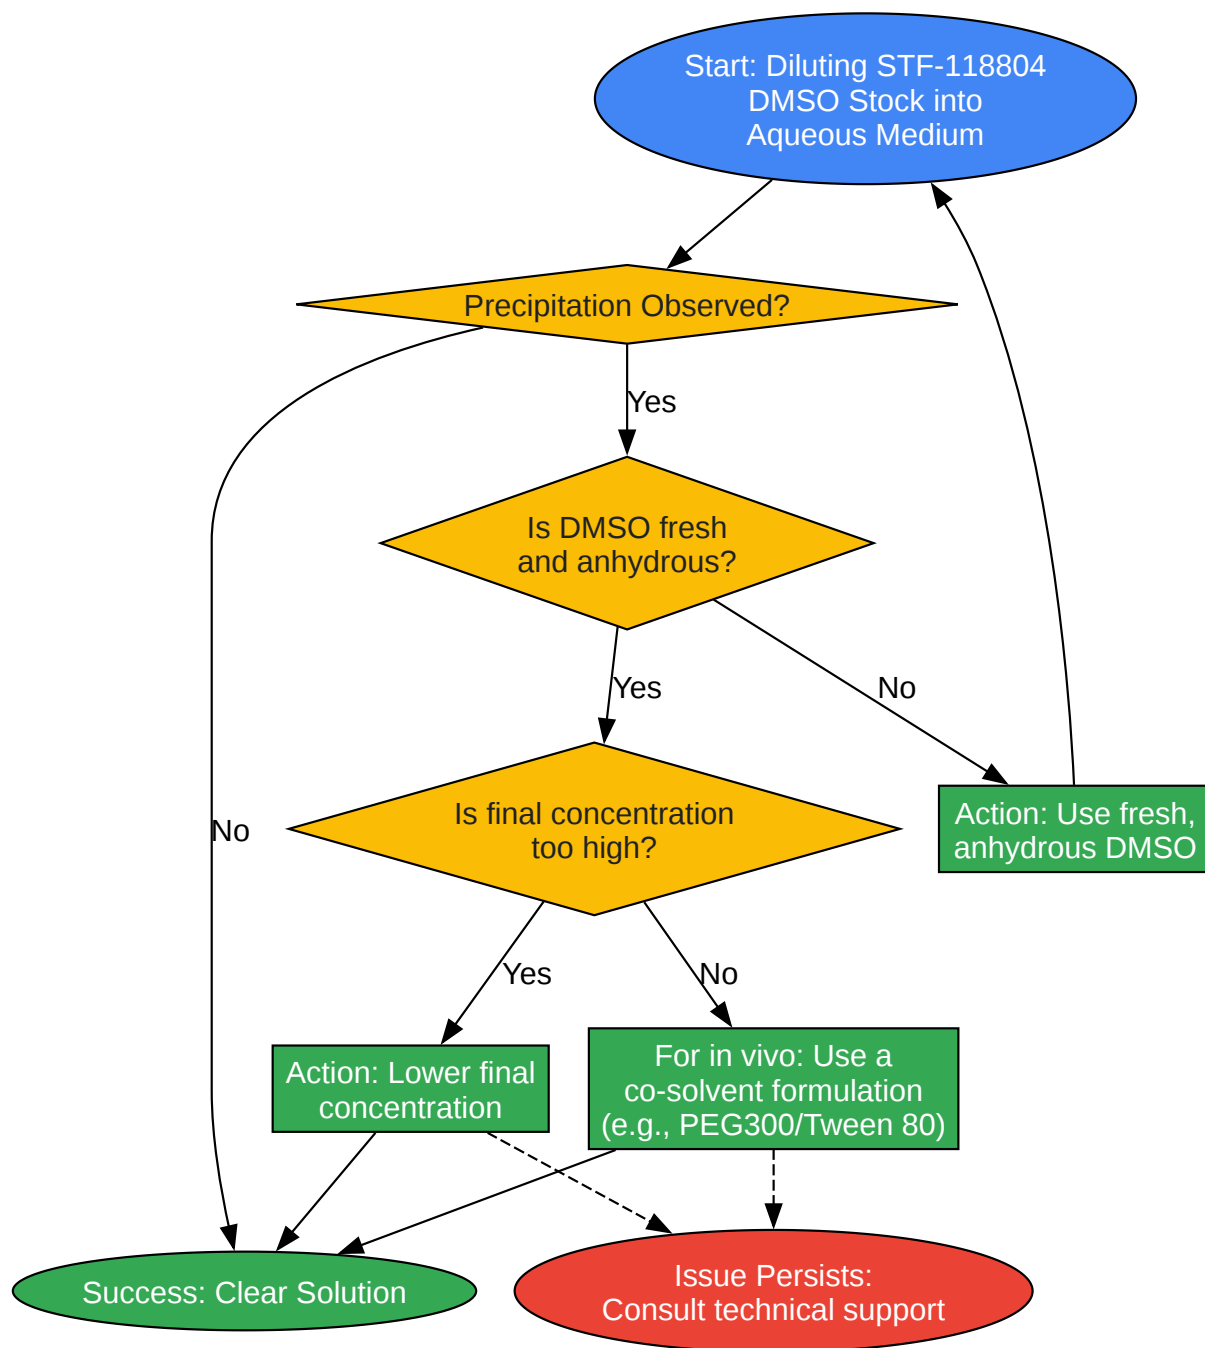 Start: Diluting STF-118804
DMSO Stock into
Aqueous Medium
Precipitation Observed?
Yes
Is DMSO fresh
and anhydrous?
Yes
No
Is final concentration
too high?
Action: Use fresh,
anhydrous DMSO
No
Yes
No
Action: Lower final
concentration
For in vivo: Use a
co-solvent formulation
(e.g., PEG300/Tween 80)
Success: Clear Solution
Issue Persists:
Consult technical support